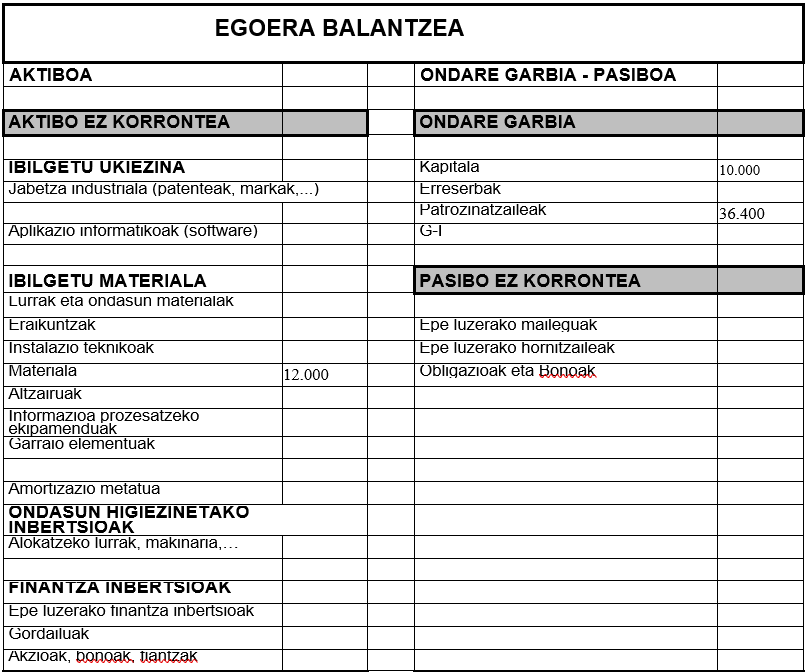 EGOERA BALANTZEA
AKTIBOA
ONDARE GARBIA - PASIBOA
AKTIBO EZ KORRONTEA
ONDARE GARBIA
IBILGETU UKIEZINA
Kapitala 10.000
Jabetza industriala (patenteak, markak,...)
Erreserbak
Patrozinatzaileak 36.400
Aplikazio informatikoak (software)
G-I
IBILGETU MATERIALA
PASIBO EZ KORRONTEA
Lurrak eta ondasun materialak
Eraikuntzak
Epe luzerako maileguak
Instalazio teknikoak
Epe luzerako hornitzaileak
Materiala 12.000
Obligazioak eta Bonoak
Altzairuak
Informazioa prozesatzeko
ekipamenduak
Garraio elementuak
Amortizazio metatua
ONDASUN HIGIEZINETAKO
INBERTSIOAK
Alokatzeko lurrak, makinaria,...
FINANTZA INBERTSIOAK
Epe luzerako finantza inbertsioak
Gordailuak
Akzioak, bonoak, fiantzak